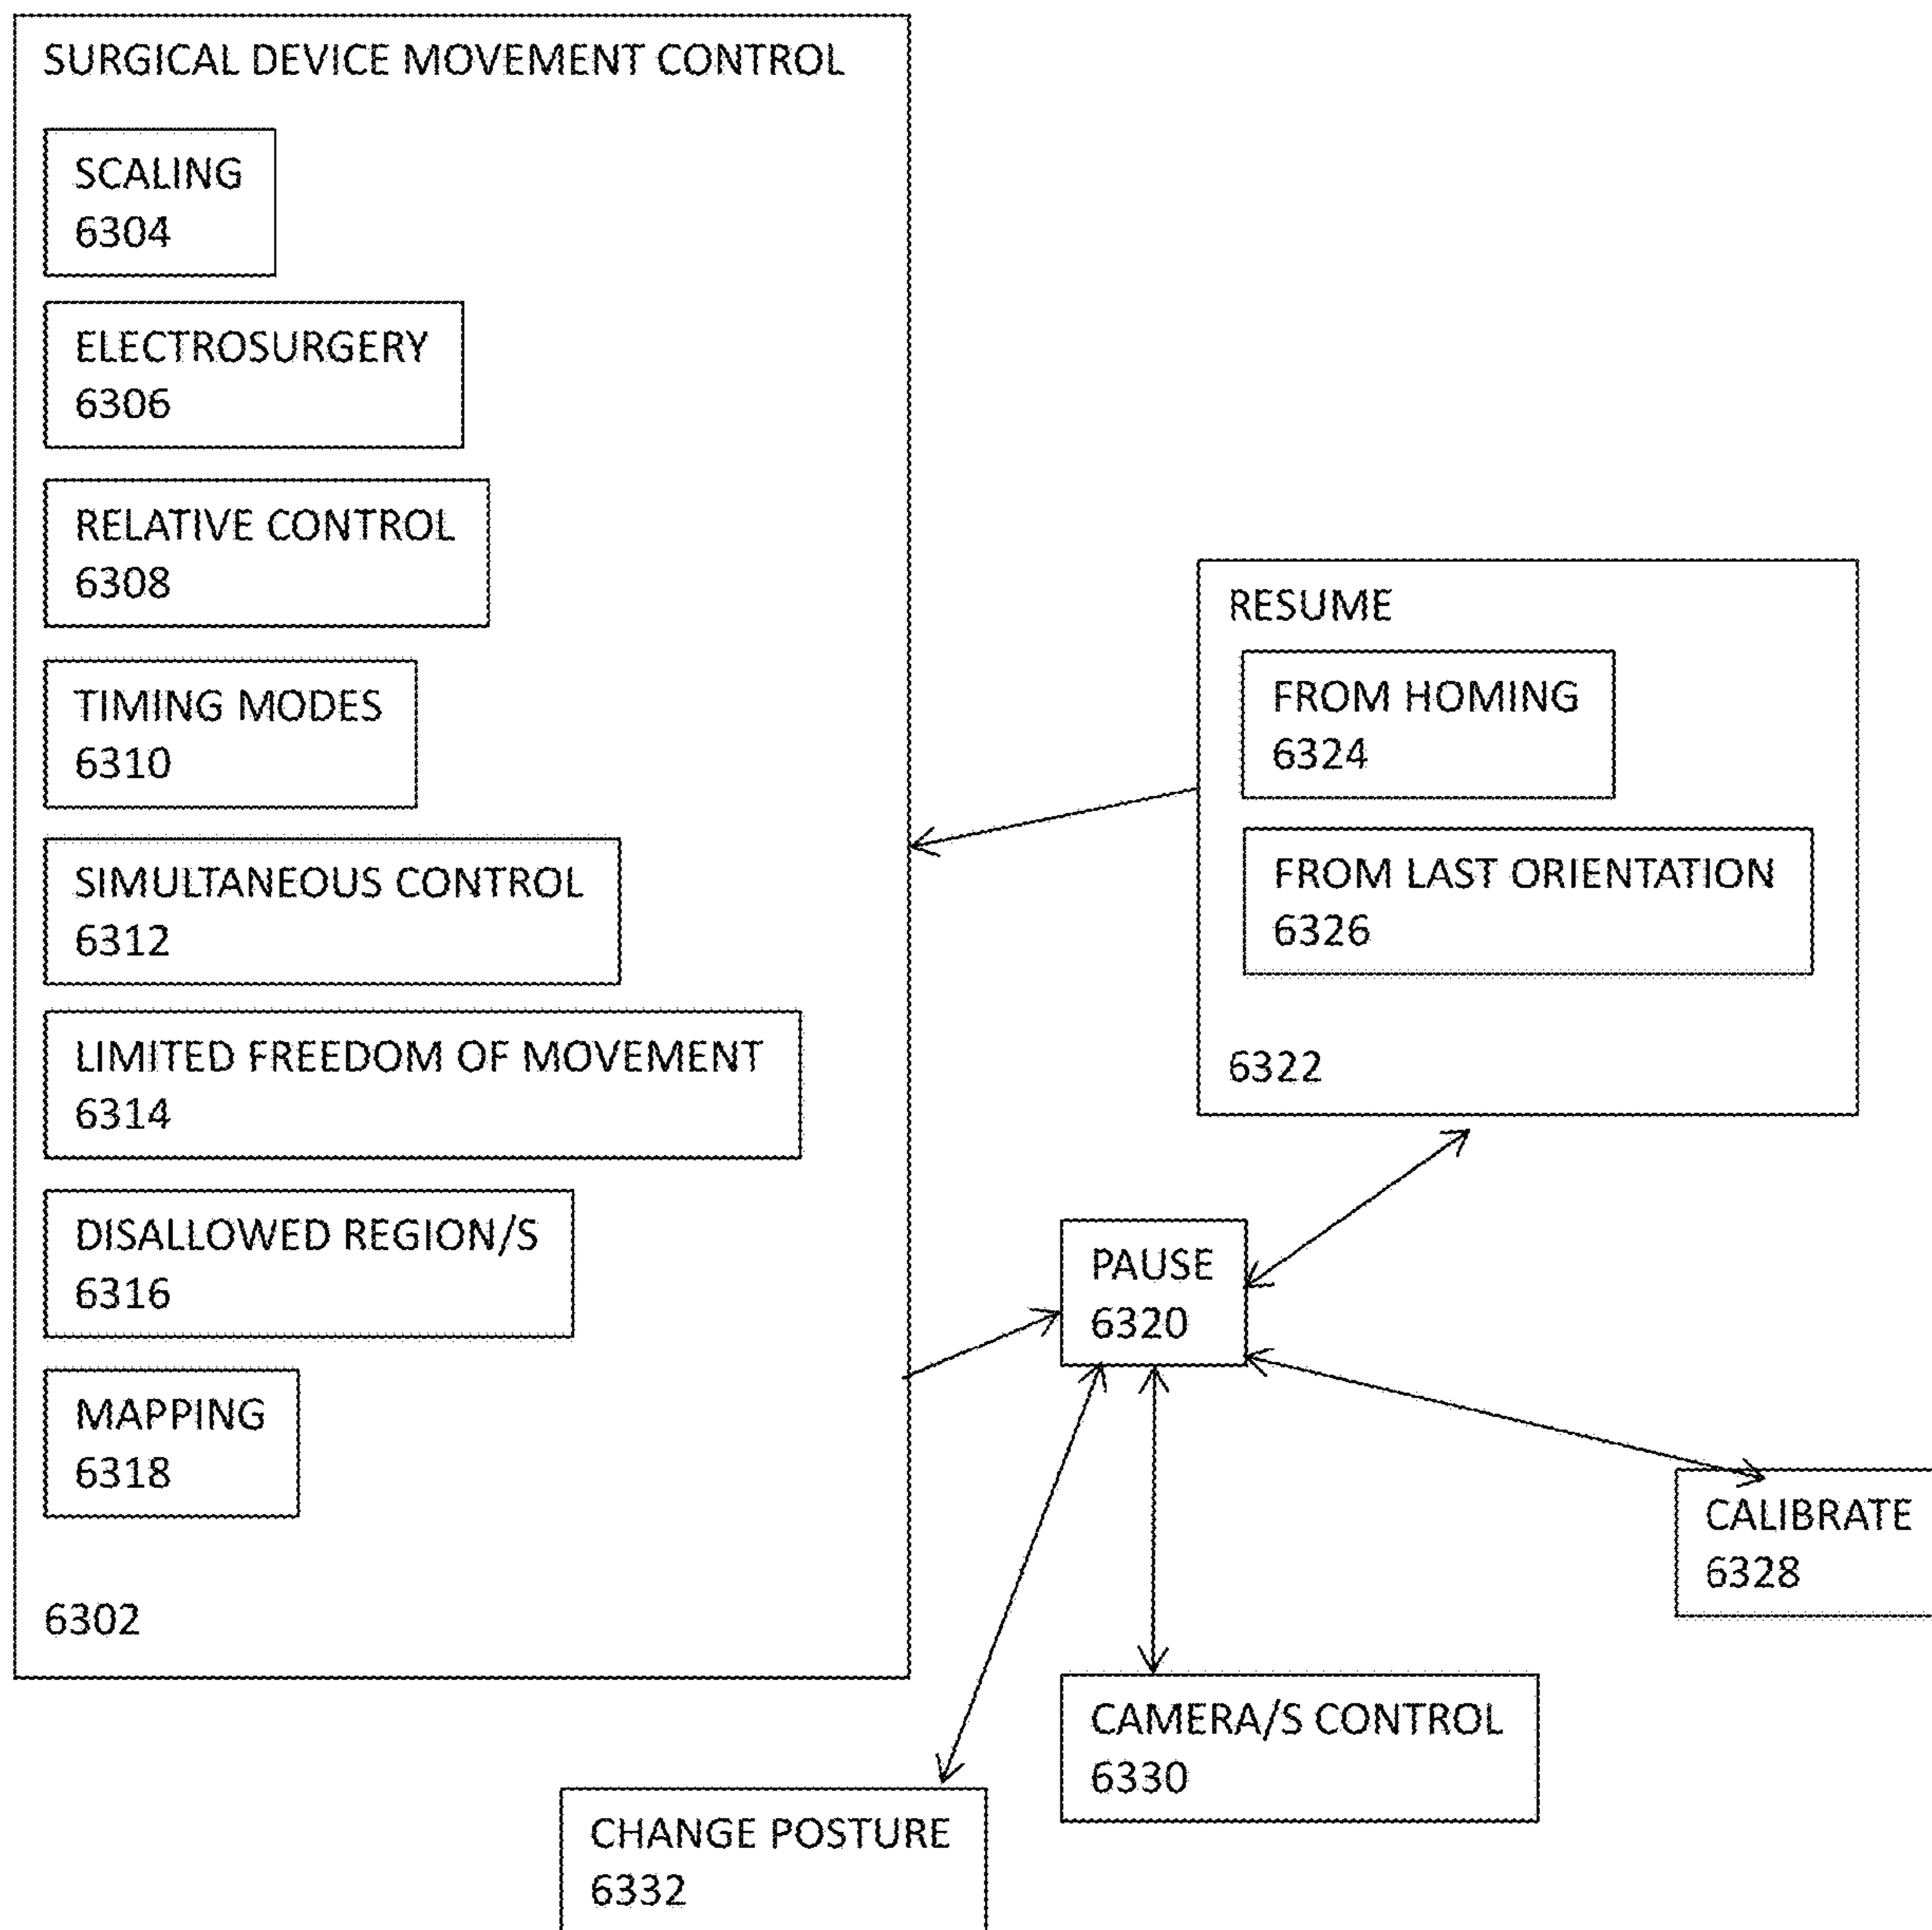 SURGICAL DEVICE MOVEMENT CONTROL
SCALING
6304
ELECTROSURGERY
6306
RELATIVE CONTROL
6308
TIMING MODES
6310
SIMULTANEOUS CONTROL
6312
LIMITED FREEDOM OF MOVEMENT
6314
DISALLOWED REGION/S
6316
MAPPING
6318
6302
RESUME
FROM HOMING
6324
FROM LAST ORIENTATION
6326
6322
PAUSE
6320
CALIBRATE
6328
CAMERA/S CONTROL
6330
CHANGE POSTURE
6332